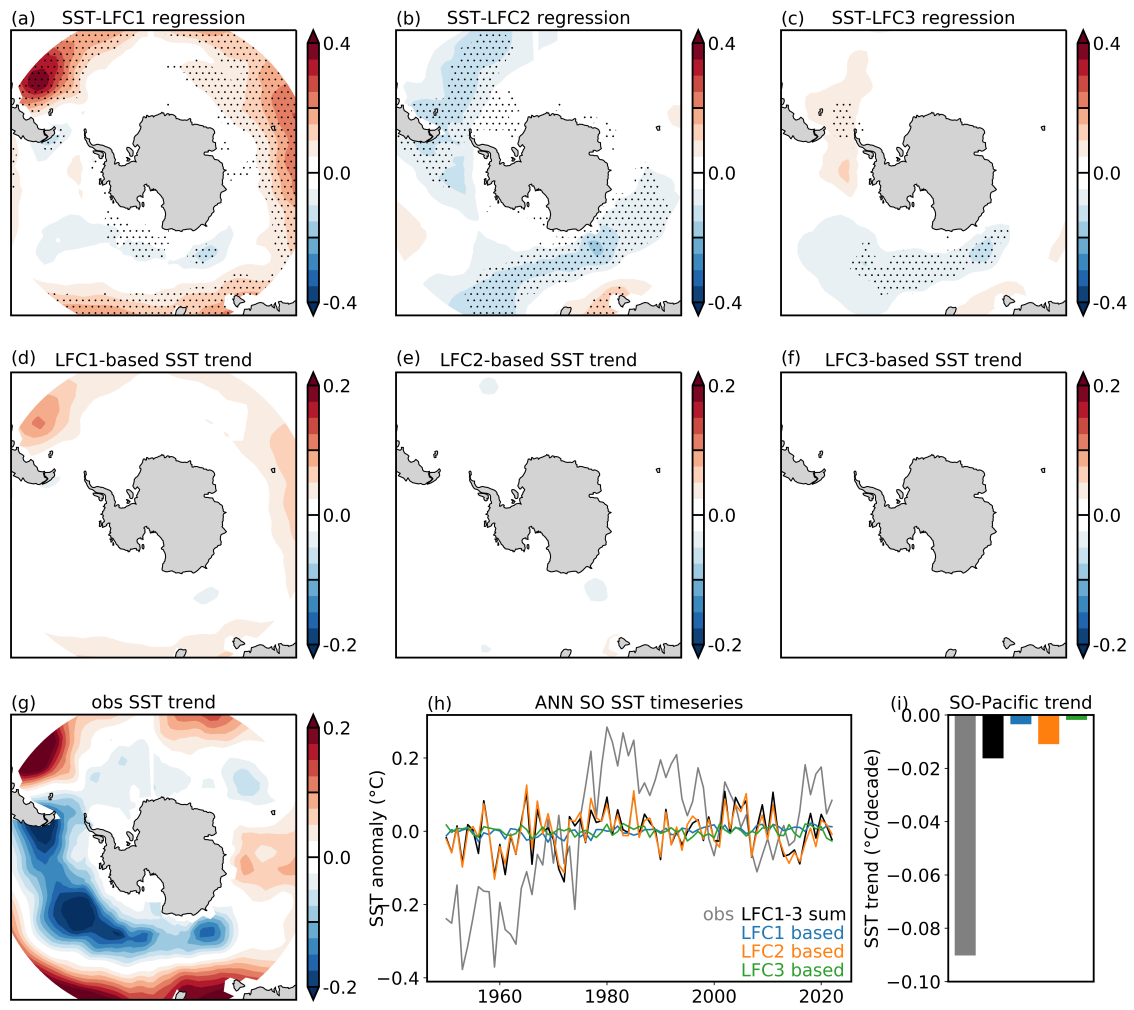 (a) SST-LFC1 regression
(b) SST-LFC2 regression
(c) SST-LFC3 regression
0.4
0.0
-0.4
0.4
0.0
-0.4
0.4
0.0
-0.4
(d) LFC1-based SST trend
(e) LFC2-based SST trend
(f) LFC3-based SST trend
0.2
0.0
-0.2
0.2
0.0
-0.2
0.2
0.0
-0.2
(g) obs SST trend
0.2
0.0
-0.2
(h) ANN SO SST timeseries
SST anomaly (°C)
0.2
0.0
−0.2
−0.4
1960 1980 2000 2020
obs LFC1-3 sum
LFC1 based
LFC2 based
LFC3 based
(i) SO-Pacific trend
SST trend (°C/decade)
0.00
−0.02
−0.04
−0.06
−0.08
−0.10